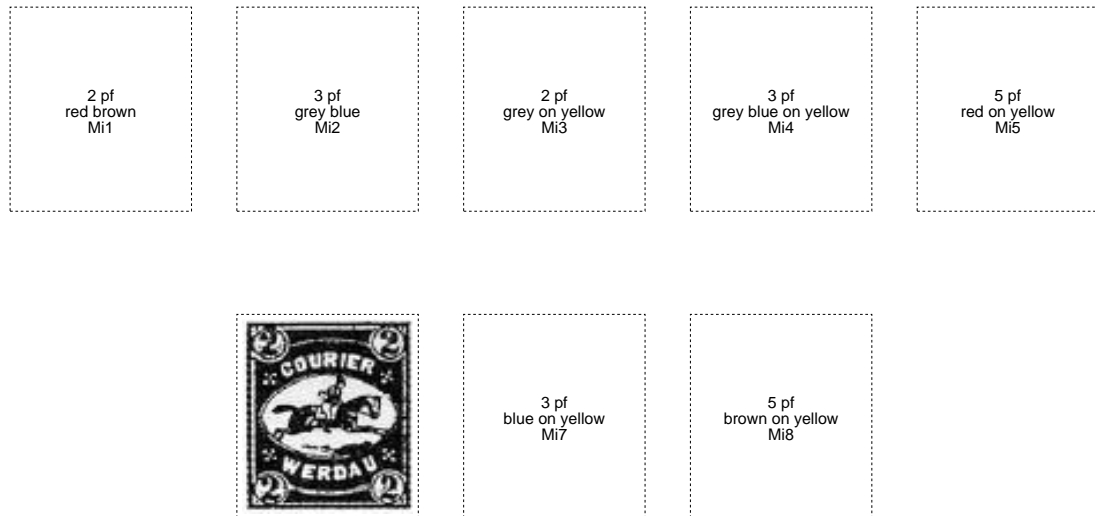 2 pf
red brown
Mi1
3 pf
grey blue
Mi2
2 pf
grey on yellow
Mi3
3 pf
grey blue on yellow
Mi4
5 pf
red on yellow
Mi5
2 2
COURIER
WERDAU
2 2
3 pf
blue on yellow
Mi7
5 pf
brown on yellow
Mi8